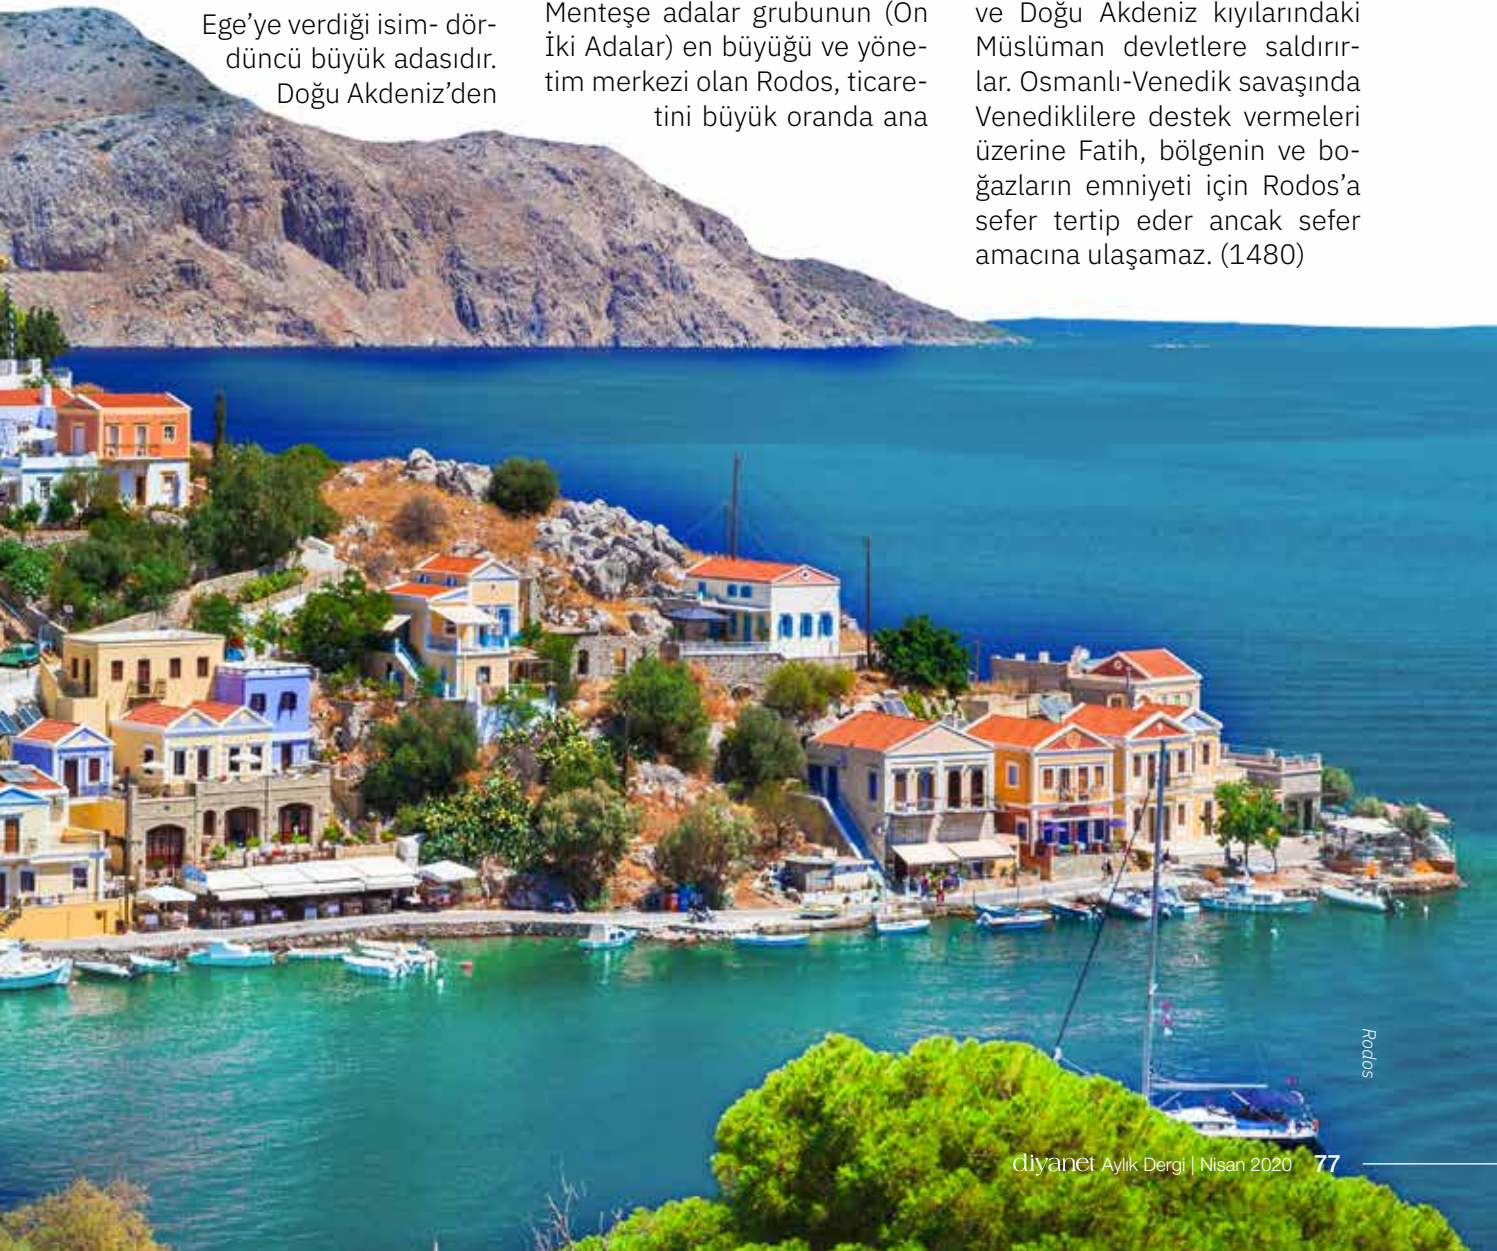 Ege’ye verdiği isim- dör-
düncü büyük adasıdır.
Doğu Akdeniz’den
Menteşe adalar grubunun (On
İki Adalar) en büyüğü ve yöne-
tim merkezi olan Rodos, ticare-
tini büyük oranda ana
ve Doğu Akdeniz kıyılarındaki
Müslüman devletlere saldırır-
lar. Osmanlı-Venedik savaşında
Venediklilere destek vermeleri
üzerine Fatih, bölgenin ve bo-
ğazların emniyeti için Rodos’a
sefer tertip eder ancak sefer
amacına ulaşamaz. (1480)
Rodos
diyanet Aylık Dergi | Nisan 2020 77